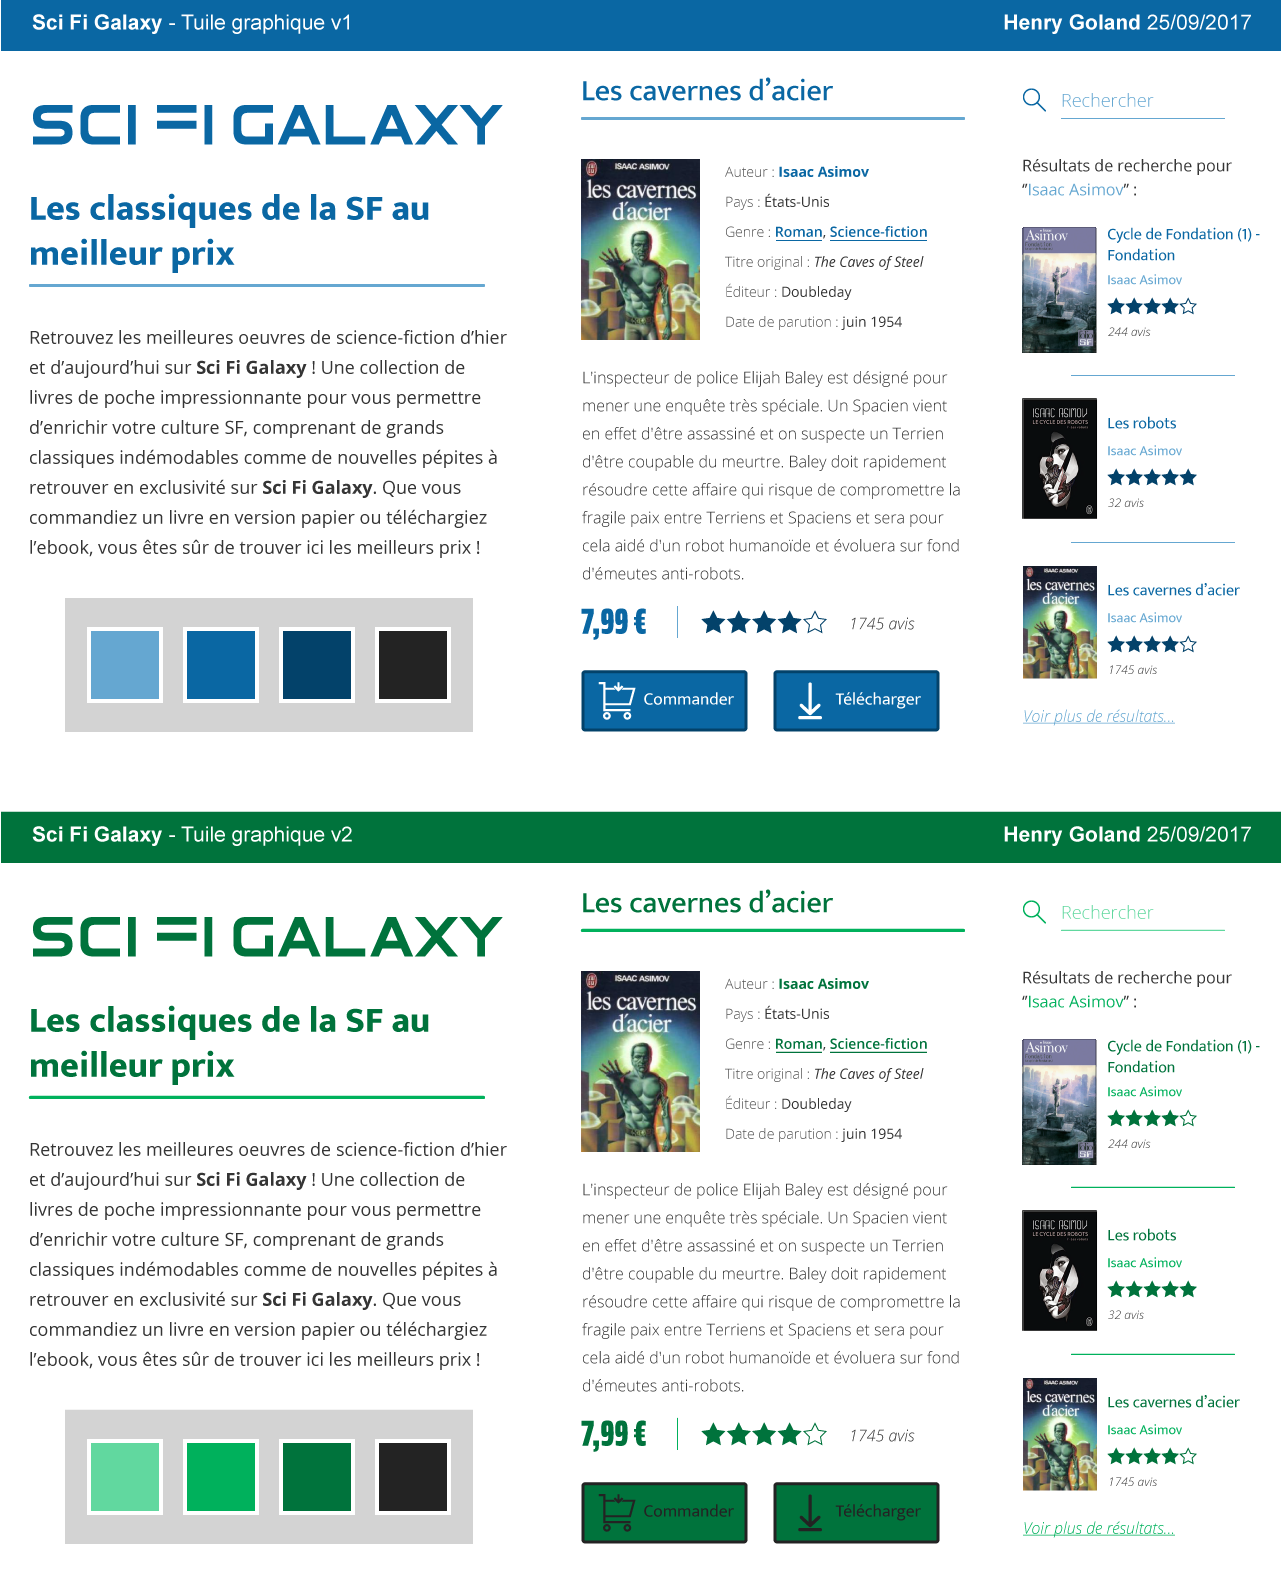 Sci Fi Galaxy - Tuile graphique v1
Henry Goland 25/09/2017
SCI FI GALAXY
Les classiques de la SF au
meilleur prix
Retrouvez les meilleures oeuvres de science-fiction d’hier
et d’aujourd’hui sur Sci Fi Galaxy ! Une collection de
livres de poche impressionnante pour vous permettre
d’enrichir votre culture SF, comprenant de grands
classiques indémodables comme de nouvelles pépites à
retrouver en exclusivité sur Sci Fi Galaxy. Que vous
commandiez un livre en version papier ou téléchargiez
l’ebook, vous êtes sûr de trouver ici les meilleurs prix !
Les cavernes d’acier
ISAAC ASIMOV
les cavernes
d'acier
Auteur : Isaac Asimov
Pays : États-Unis
Genre : Roman, Science-fiction
Titre original : The Caves of Steel
Éditeur : Doubleday
Date de parution : juin 1954
L'inspecteur de police Elijah Baley est désigné pour
mener une enquête très spéciale. Un Spacien vient
en effet d'être assassiné et on suspecte un Terrien
d'être coupable du meurtre. Baley doit rapidement
résoudre cette affaire qui risque de compromettre la
fragile paix entre Terriens et Spaciens et sera pour
cela aidé d'un robot humanoïde et évoluera sur fond
d'émeutes anti-robots.
7,99 €
1745 avis
Commander
Télécharger
Rechercher
Résultats de recherche pour
”Isaac Asimov” :
Asimov
SF
Cycle de Fondation (1) -
Fondation
Isaac Asimov
244 avis
ISAAC ASIMOV
LE CYCLE DES ROBOTS
Les robots
Isaac Asimov
32 avis
ISAAC ASIMOV
les cavernes
d'acier
Les cavernes d’acier
Isaac Asimov
1745 avis
Voir plus de résultats...
Sci Fi Galaxy - Tuile graphique v2
Henry Goland 25/09/2017
SCI FI GALAXY
Les classiques de la SF au
meilleur prix
Retrouvez les meilleures oeuvres de science-fiction d’hier
et d’aujourd’hui sur Sci Fi Galaxy ! Une collection de
livres de poche impressionnante pour vous permettre
d’enrichir votre culture SF, comprenant de grands
classiques indémodables comme de nouvelles pépites à
retrouver en exclusivité sur Sci Fi Galaxy. Que vous
commandiez un livre en version papier ou téléchargiez
l’ebook, vous êtes sûr de trouver ici les meilleurs prix !
Les cavernes d’acier
ISAAC ASIMOV
les cavernes
d'acier
Auteur : Isaac Asimov
Pays : États-Unis
Genre : Roman, Science-fiction
Titre original : The Caves of Steel
Éditeur : Doubleday
Date de parution : juin 1954
L'inspecteur de police Elijah Baley est désigné pour
mener une enquête très spéciale. Un Spacien vient
en effet d'être assassiné et on suspecte un Terrien
d'être coupable du meurtre. Baley doit rapidement
résoudre cette affaire qui risque de compromettre la
fragile paix entre Terriens et Spaciens et sera pour
cela aidé d'un robot humanoïde et évoluera sur fond
d'émeutes anti-robots.
7,99 €
1745 avis
Commander
Télécharger
Rechercher
Résultats de recherche pour
”Isaac Asimov” :
Asimov
SF
Cycle de Fondation (1) -
Fondation
Isaac Asimov
244 avis
ISAAC ASIMOV
LE CYCLE DES ROBOTS
Les robots
Isaac Asimov
32 avis
ISAAC ASIMOV
les cavernes
d'acier
Les cavernes d’acier
Isaac Asimov
1745 avis
Voir plus de résultats...